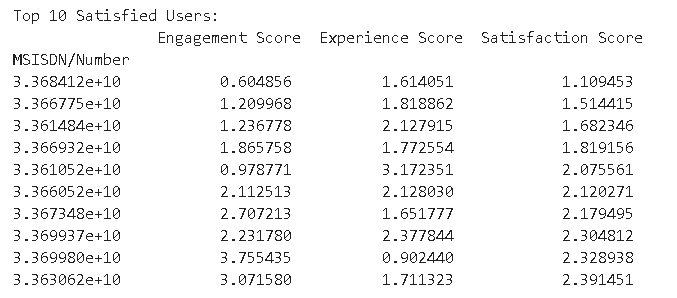 Top 10 Satisfied Users:
Engagement Score Experience Score Satisfaction Score
MSISDN/Number
3.368412e+10 0.604856 1.614051 1.109453
3.366775e+10 1.209968 1.818862 1.514415
3.361484e+10 1.236778 2.127915 1.682346
3.366932e+10 1.865758 1.772554 1.819156
3.361052e+10 0.978771 3.172351 2.075561
3.366052e+10 2.112513 2.128030 2.120271
3.367348e+10 2.707213 1.651777 2.179495
3.369937e+10 2.231780 2.377844 2.304812
3.369980e+10 3.755435 0.902440 2.328938
3.363062e+10 3.071580 1.711323 2.391451